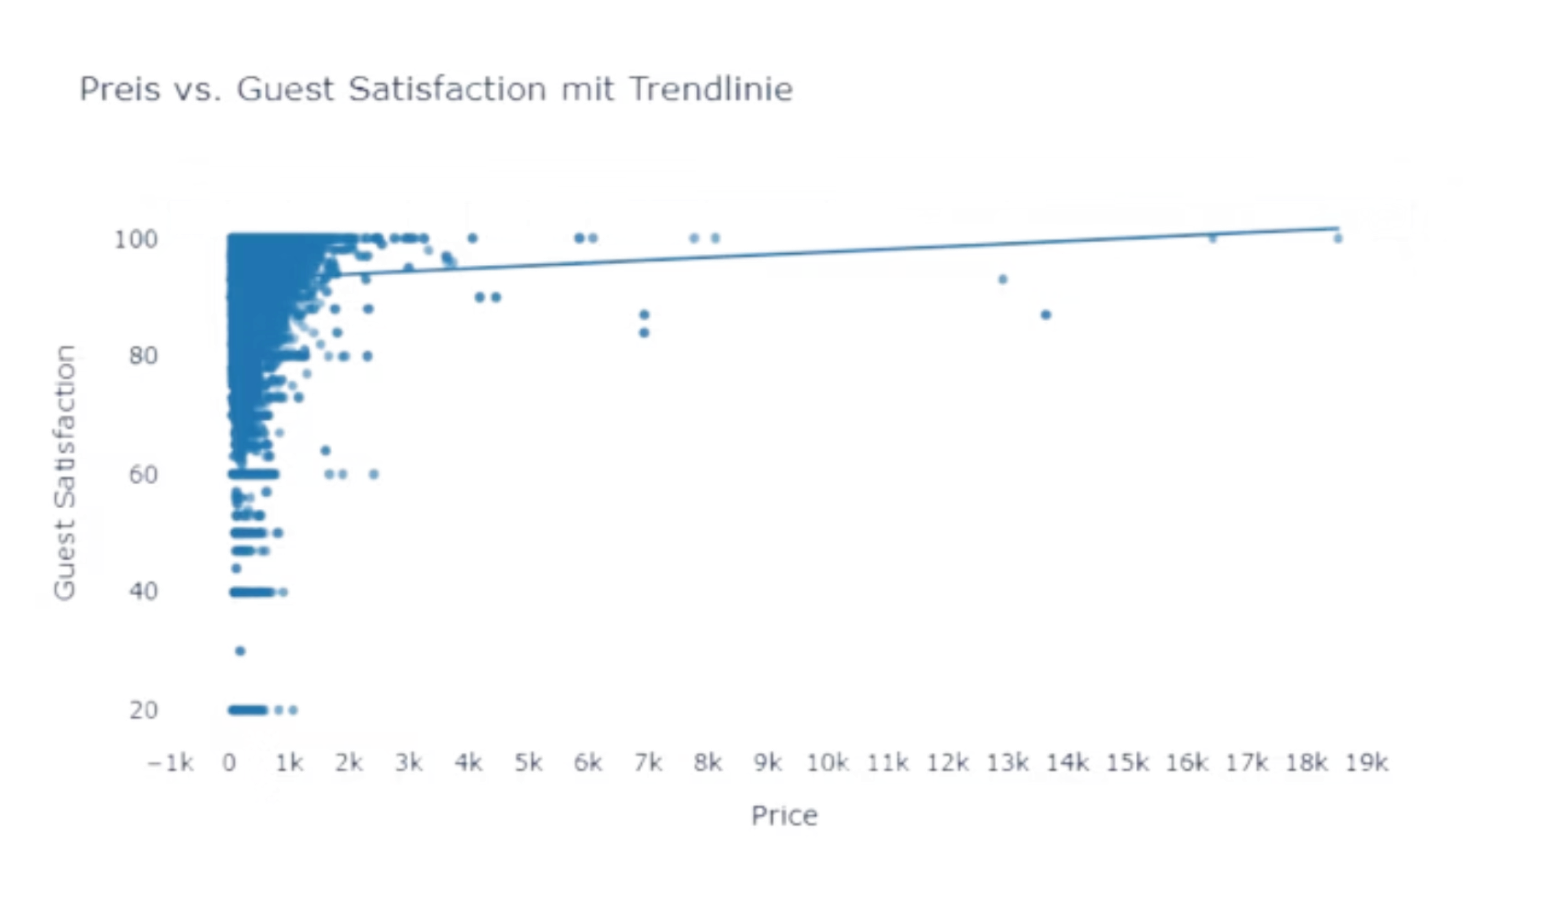 Preis vs. Guest Satisfaction mit Trendlinie
100
80
60
40
20
Guest Satisfaction
−1k 0 1k 2k 3k 4k 5k 6k 7k 8k 9k 10k 11k 12k 13k 14k 15k 16k 17k 18k 19k
Price